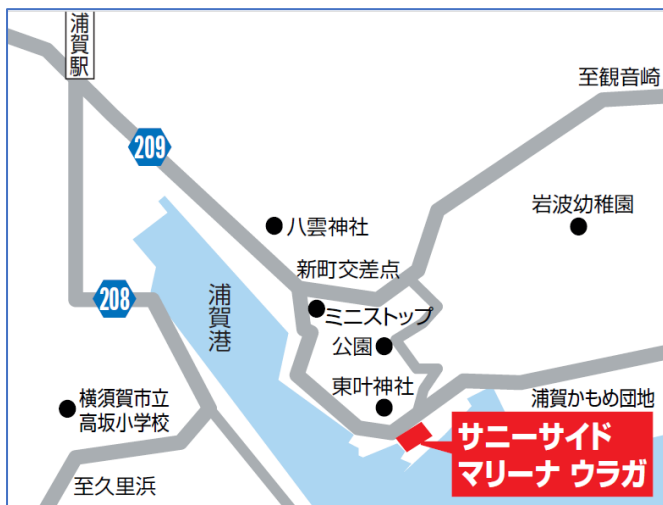 浦賀駅
至観音崎
209
岩波幼稚園
八雲神社
新町交差点
208
浦賀港
ミニストップ
公園
東叶神社
浦賀かもめ団地
横須賀市立
高坂小学校
サニーサイド
マリーナ ウラガ
至久里浜